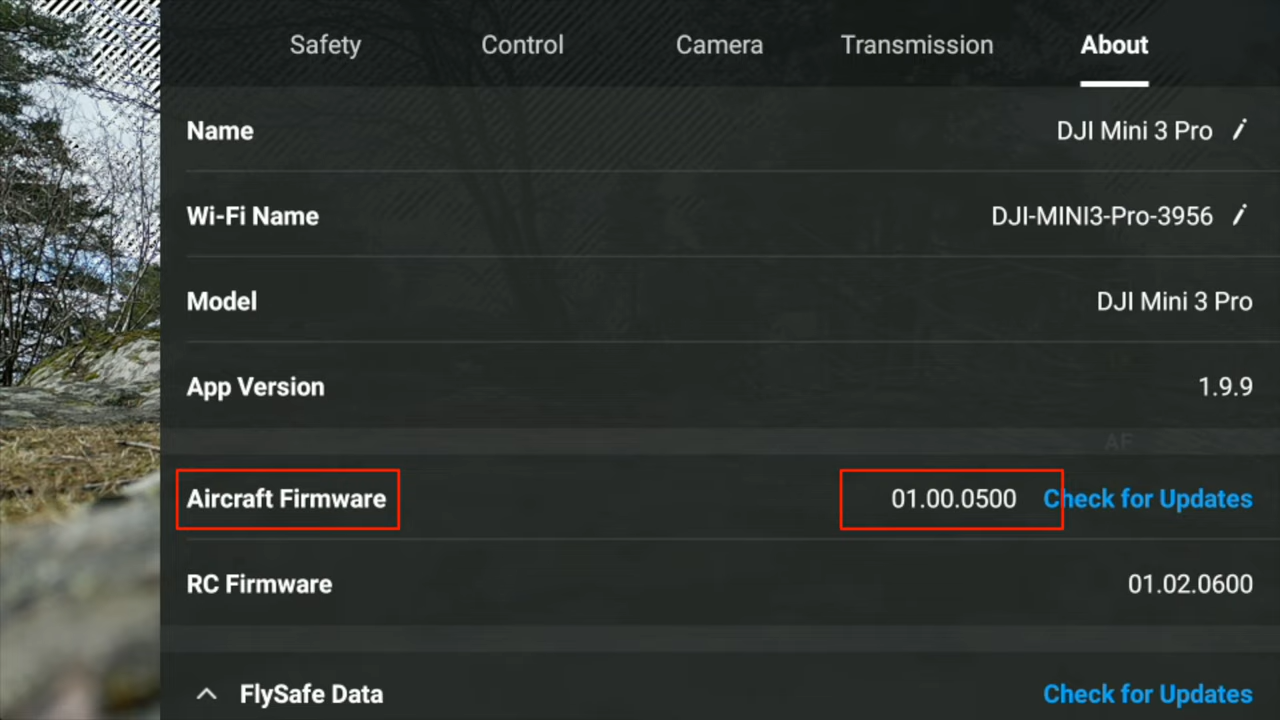 Safety Control Camera Transmission About
Name DJI Mini 3 Pro
Wi-Fi Name DJI-MINI3-Pro-3956
Model DJI Mini 3 Pro
App Version 1.9.9
AF
Aircraft Firmware 01.00.0500 Check for Updates
RC Firmware 01.02.0600
FlySafe Data Check for Updates